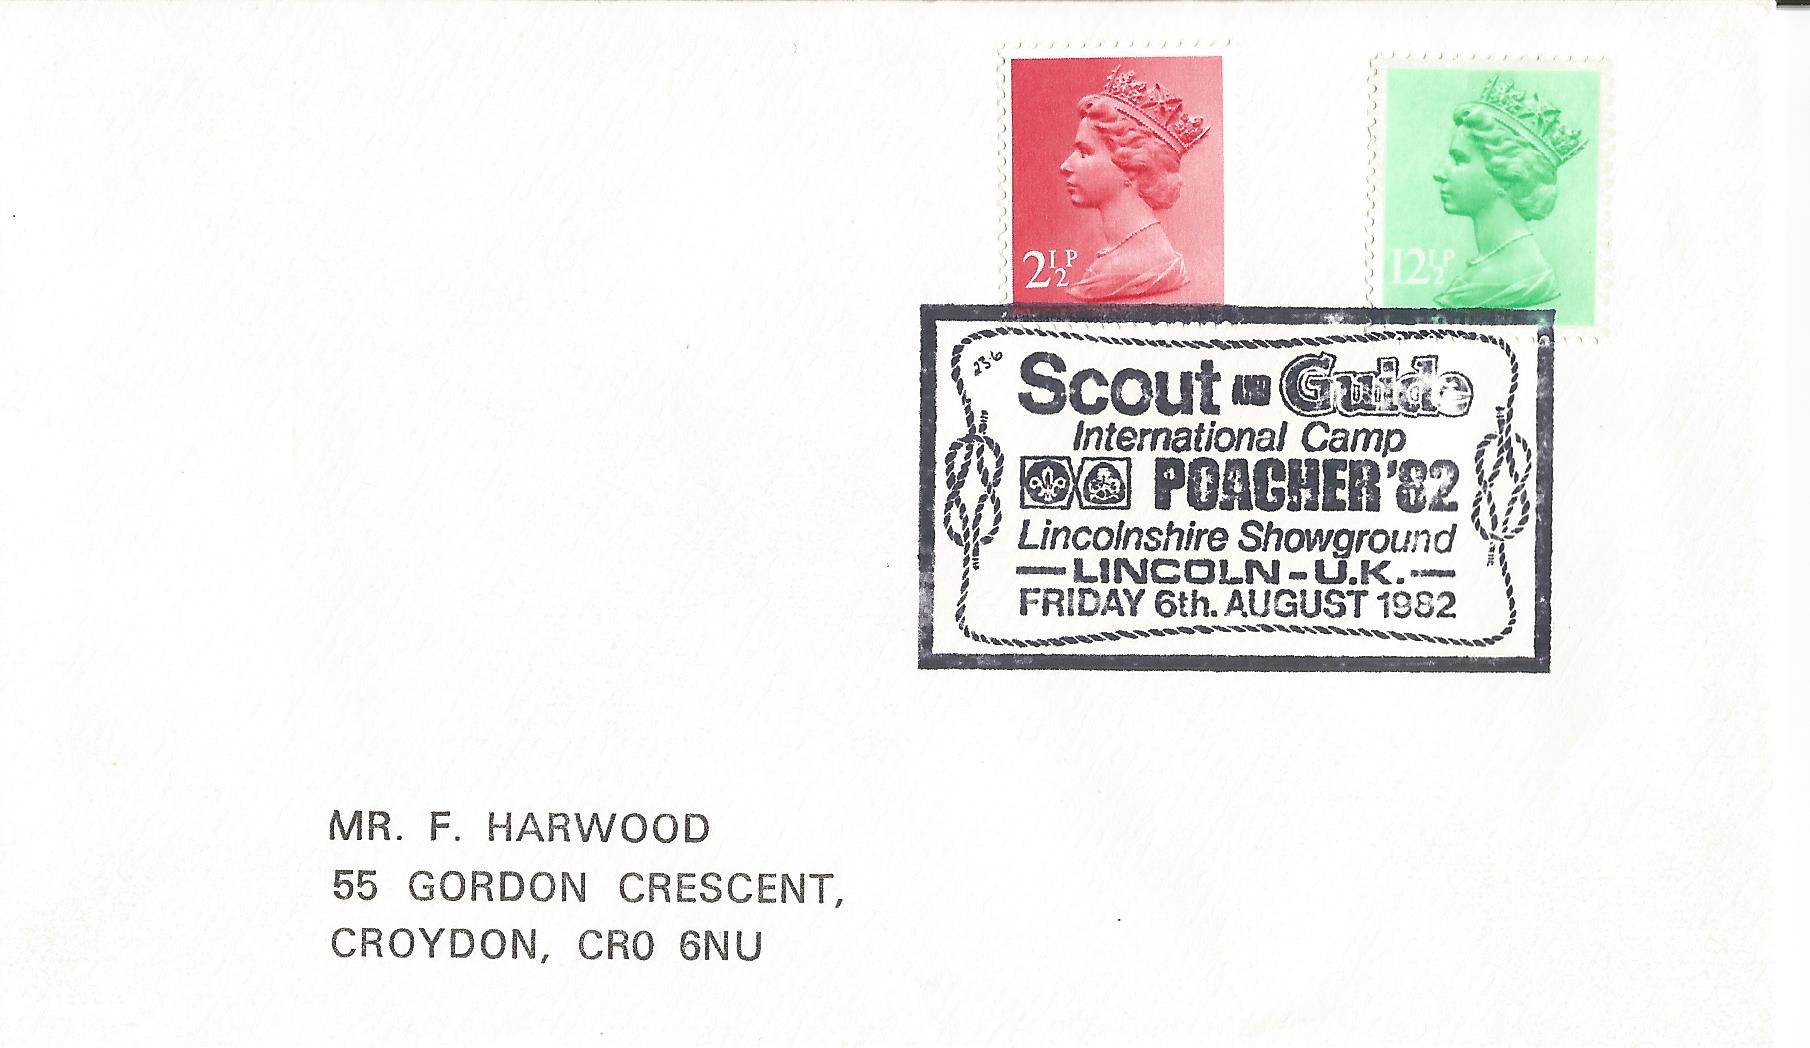 2½P
12½P
236
Scout AND Guide
International Camp
POACHER '82
Lincolnshire Showground
— LINCOLN - U.K. —
FRIDAY 6th. AUGUST 1982
MR. F. HARWOOD
55 GORDON CRESCENT,
CROYDON, CR0 6NU